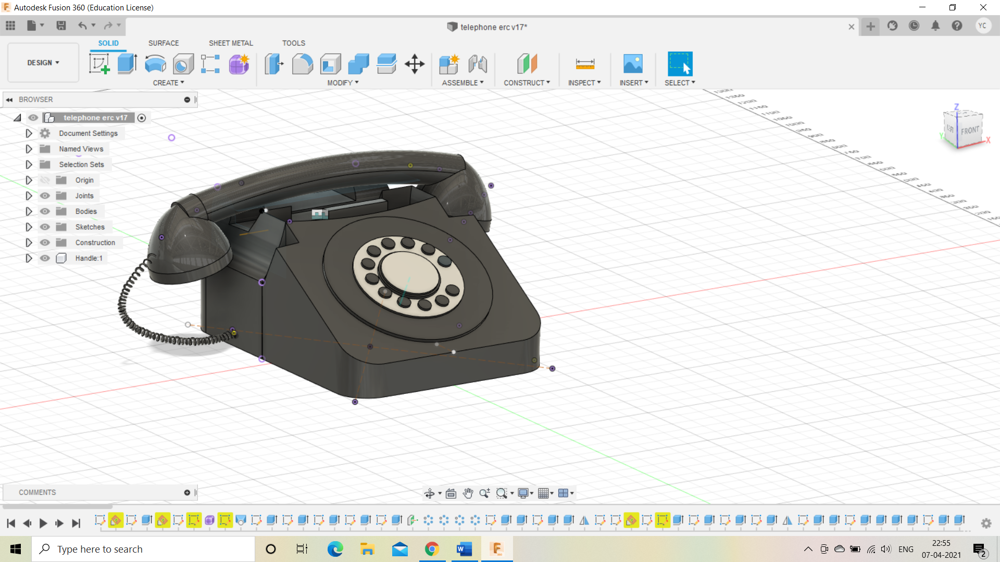 Autodesk Fusion 360 (Education License)
telephone erc v17*
YC
SOLID
SURFACE
SHEET METAL
TOOLS
DESIGN
CREATE
MODIFY
ASSEMBLE
CONSTRUCT
INSPECT
INSERT
SELECT
BROWSER
telephone erc v17
Document Settings
Named Views
Selection Sets
Origin
Joints
Bodies
Sketches
Construction
Handle:1
Z
LEFT
FRONT
Y
X
COMMENTS
Type here to search
ENG
22:55
07-04-2021
2